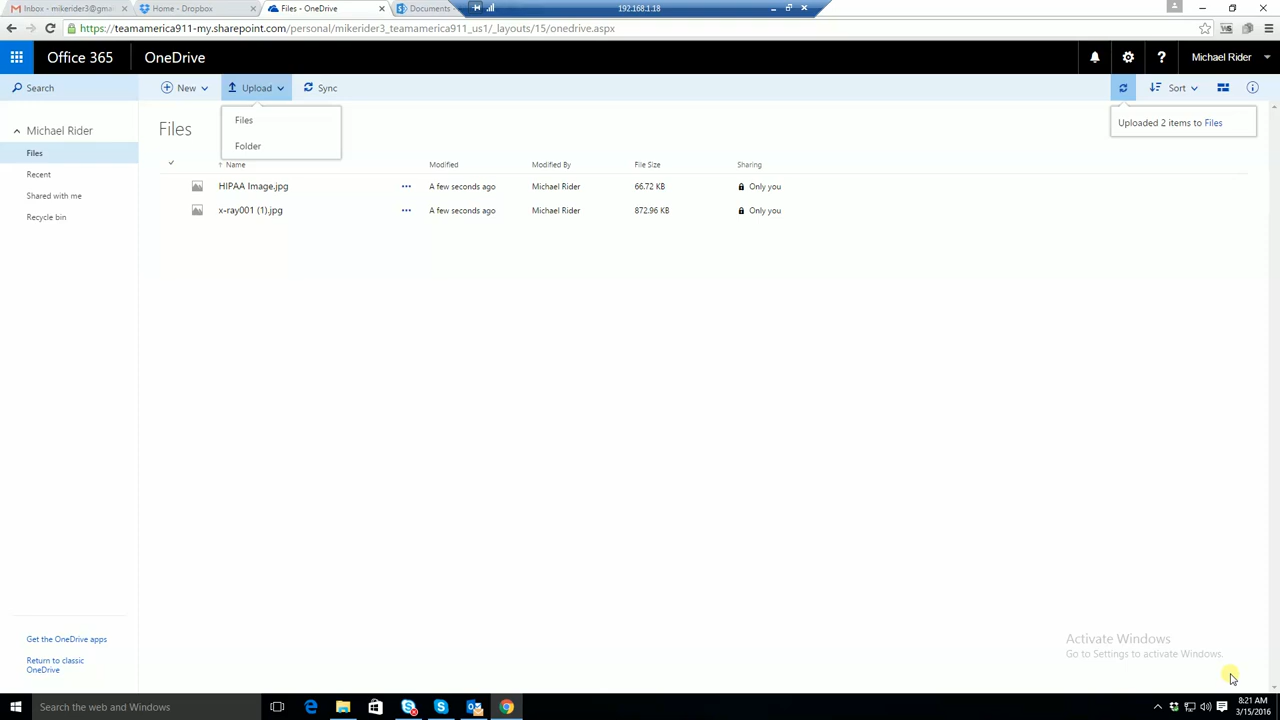 Inbox - mikerider3@gma
Home - Dropbox
Files - OneDrive
Documents
192.168.1.18
https://teamamerica911-my.sharepoint.com/personal/mikerider3_teamamerica911_us1/_layouts/15/onedrive.aspx
Office 365
OneDrive
Michael Rider
Search
New
Upload
Sync
Sort
Files
Folder
Uploaded 2 items to Files
Michael Rider
Files
Recent
Shared with me
Recycle bin
Files
Name Modified Modified By File Size Sharing
HIPAA Image.jpg A few seconds ago Michael Rider 66.72 KB Only you
x-ray001 (1).jpg A few seconds ago Michael Rider 872.96 KB Only you
Get the OneDrive apps
Return to classic
OneDrive
Activate Windows
Go to Settings to activate Windows.
Search the web and Windows
8:21 AM
3/15/2016